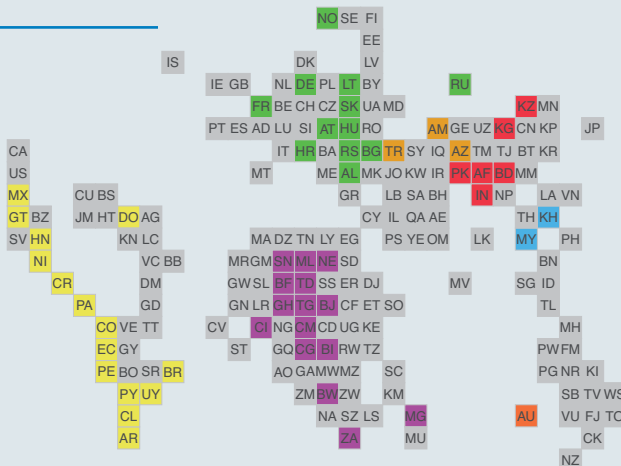 NO SE FI
EE
IS DK LV
IE GB NL DE PL LT BY RU
FR BE CH CZ SK UA MD KZ MN
PT ES AD LU SI AT HU RO AM GE UZ KG CN KP JP
CA IT HR BA RS BG TR SY IQ AZ TM TJ BT KR
US MT ME AL MK JO KW IR PK AF BD MM
MX CU BS GR LB SA BH IN NP LA VN
GT BZ JM HT DO AG CY IL QA AE TH KH
SV HN KN LC MA DZ TN LY EG PS YE OM LK MY PH
NI VC BB MR GM SN ML NE SD BN
CR DM GW SL BF TD SS ER DJ MV SG ID
PA GD GN LR GH TG BJ CF ET SO TL
CO VE TT CV CI NG CM CD UG KE MH
EC GY ST GQ CG BI RW TZ PW FM
PE BO SR BR AO GA MW MZ SC PG NR KI
PY UY ZM BW ZW KM SB TV WS
CL NA SZ LS MG AU VU FJ TO
AR ZA MU CK
NZ